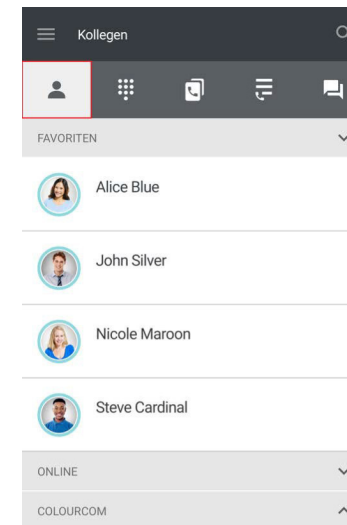 Kollegen
FAVORITEN
Alice Blue
John Silver
Nicole Maroon
Steve Cardinal
ONLINE
COLOURCOM